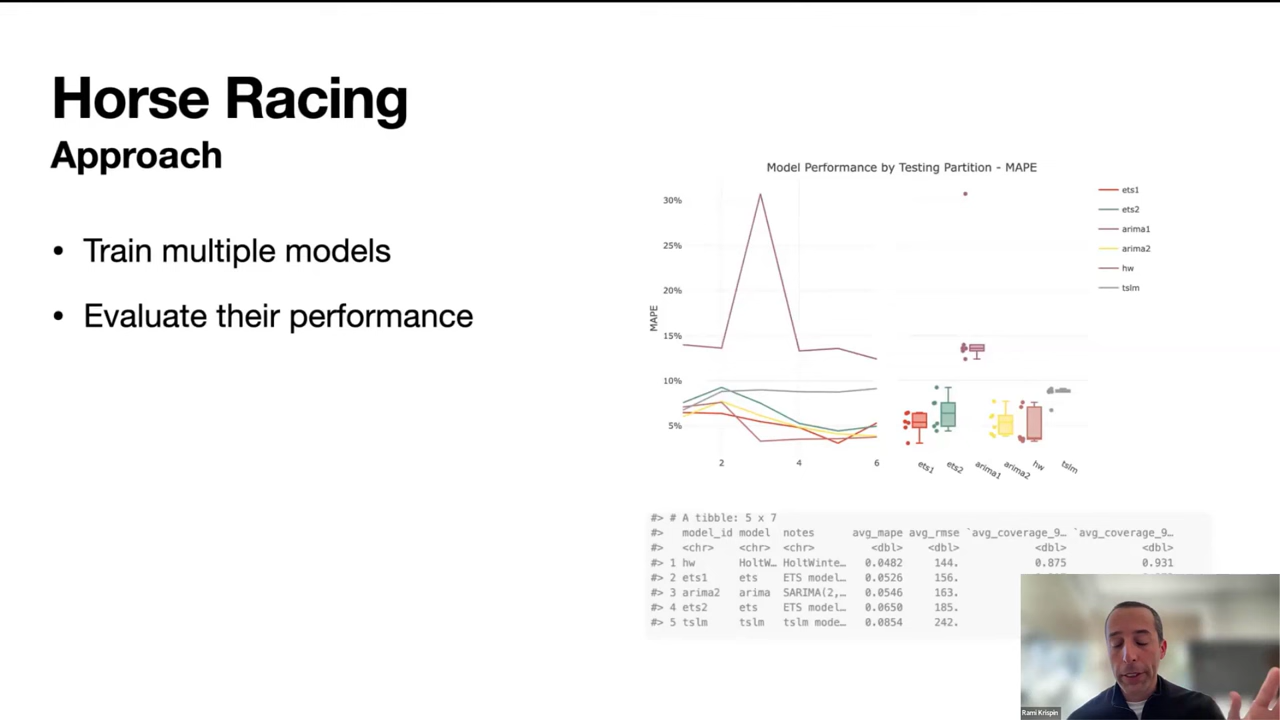 Horse Racing
Approach
• Train multiple models
• Evaluate their performance
Model Performance by Testing Partition - MAPE
MAPE
30%
25%
20%
15%
10%
5%
2 4 6
ets1 ets2 arima1 arima2 hw tslm
ets1
ets2
arima1
arima2
hw
tslm
#> # A tibble: 5 x 7
#> model_id model notes avg_mape avg_rmse `avg_coverage_9… `avg_coverage_9…
#> <chr> <chr> <chr> <dbl> <dbl> <dbl> <dbl>
#> 1 hw HoltW… HoltWinte… 0.0482 144. 0.875 0.931
#> 2 ets1 ets ETS model… 0.0526 156.
#> 3 arima2 arima SARIMA(2,… 0.0546 163.
#> 4 ets2 ets ETS model… 0.0650 185.
#> 5 tslm tslm tslm mode… 0.0854 242.
Rami Krispin